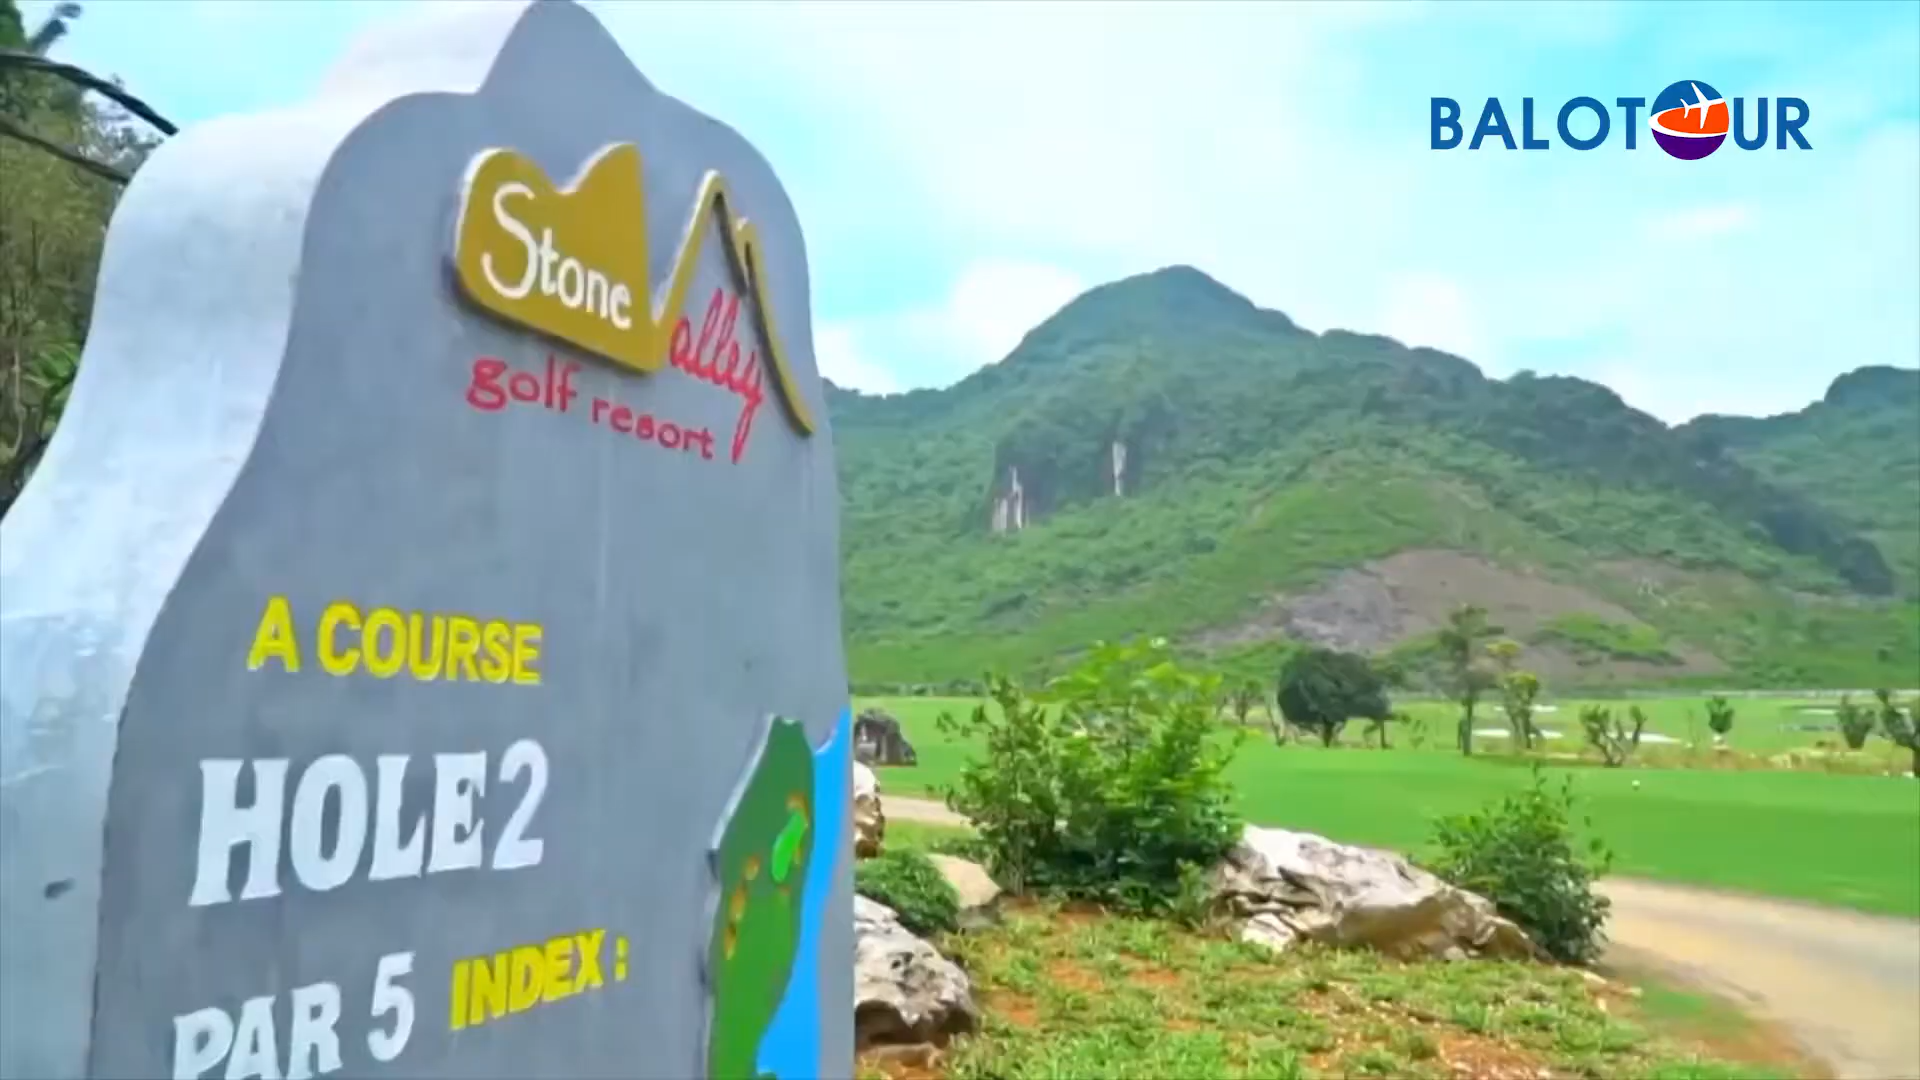 BALOTOUR
Stone Valley
golf resort
A COURSE
HOLE 2
PAR 5 INDEX: